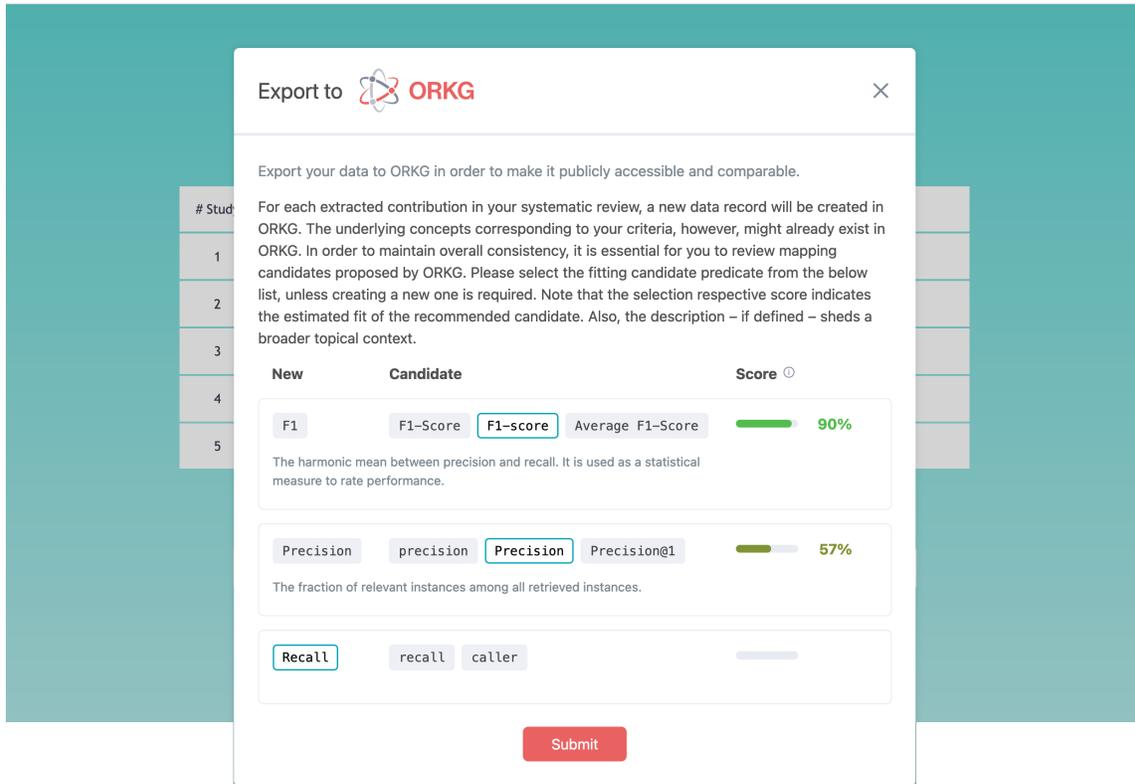 Export to ORKG
Export your data to ORKG in order to make it publicly accessible and comparable.
# Study
For each extracted contribution in your systematic review, a new data record will be created in
ORKG. The underlying concepts corresponding to your criteria, however, might already exist in
ORKG. In order to maintain overall consistency, it is essential for you to review mapping
candidates proposed by ORKG. Please select the fitting candidate predicate from the below
list, unless creating a new one is required. Note that the selection respective score indicates
the estimated fit of the recommended candidate. Also, the description – if defined – sheds a
broader topical context.
1
2
3
4
5
New Candidate Score
F1 F1-Score F1-score Average F1-Score 90%
The harmonic mean between precision and recall. It is used as a statistical
measure to rate performance.
Precision precision Precision Precision@1 57%
The fraction of relevant instances among all retrieved instances.
Recall recall caller
Submit